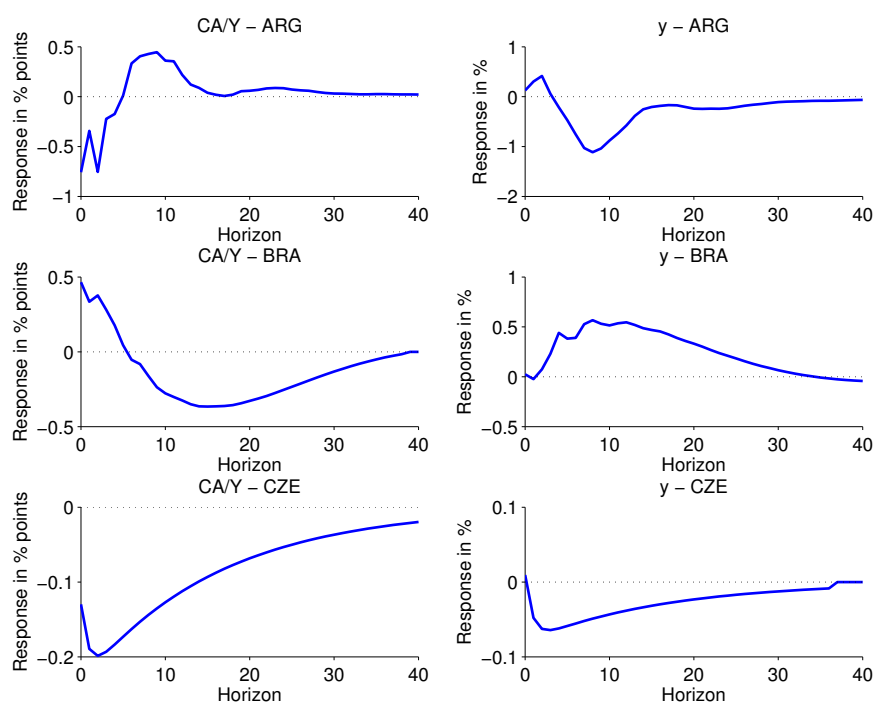 CA/Y − ARG
Response in % points
0.5
0
−0.5
−1
0 10 20 30 40
Horizon
y − ARG
Response in %
1
0
−1
−2
0 10 20 30 40
Horizon
CA/Y − BRA
Response in % points
0.5
0
−0.5
0 10 20 30 40
Horizon
y − BRA
Response in %
1
0.5
0
−0.5
0 10 20 30 40
Horizon
CA/Y − CZE
Response in % points
0
−0.1
−0.2
0 10 20 30 40
Horizon
y − CZE
Response in %
0.1
0
−0.1
0 10 20 30 40
Horizon